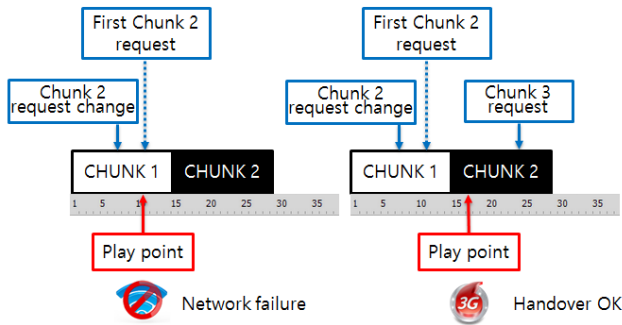 First Chunk 2
request
Chunk 2
request change
CHUNK 1
CHUNK 2
1 5 10 15 20 25 30 35
Play point
Network failure
First Chunk 2
request
Chunk 2
request change
Chunk 3
request
CHUNK 1
CHUNK 2
1 5 10 15 20 25 30 35
Play point
3G
Handover OK